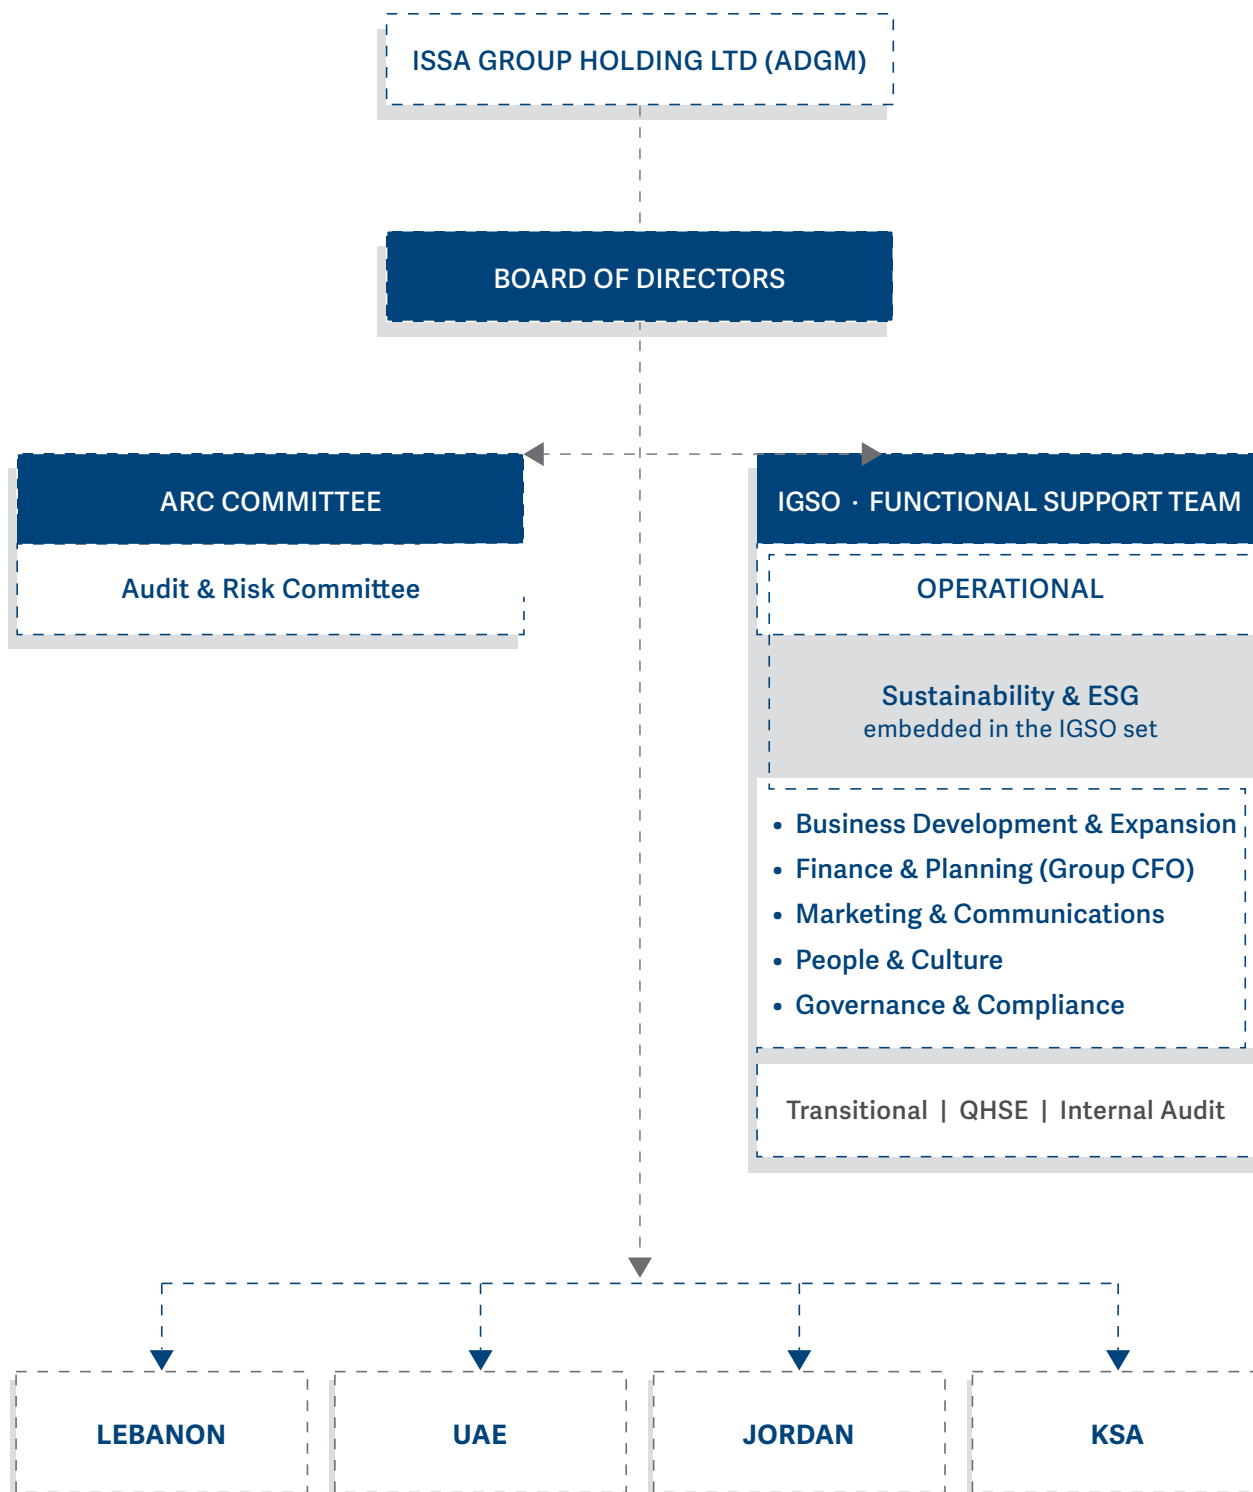 ISSA GROUP HOLDING LTD (ADGM)
BOARD OF DIRECTORS
ARC COMMITTEE
Audit & Risk Committee
IGSO · FUNCTIONAL SUPPORT TEAM
OPERATIONAL
Sustainability & ESG
embedded in the IGSO set
• Business Development & Expansion
• Finance & Planning (Group CFO)
• Marketing & Communications
• People & Culture
• Governance & Compliance
Transitional | QHSE | Internal Audit
LEBANON
UAE
JORDAN
KSA